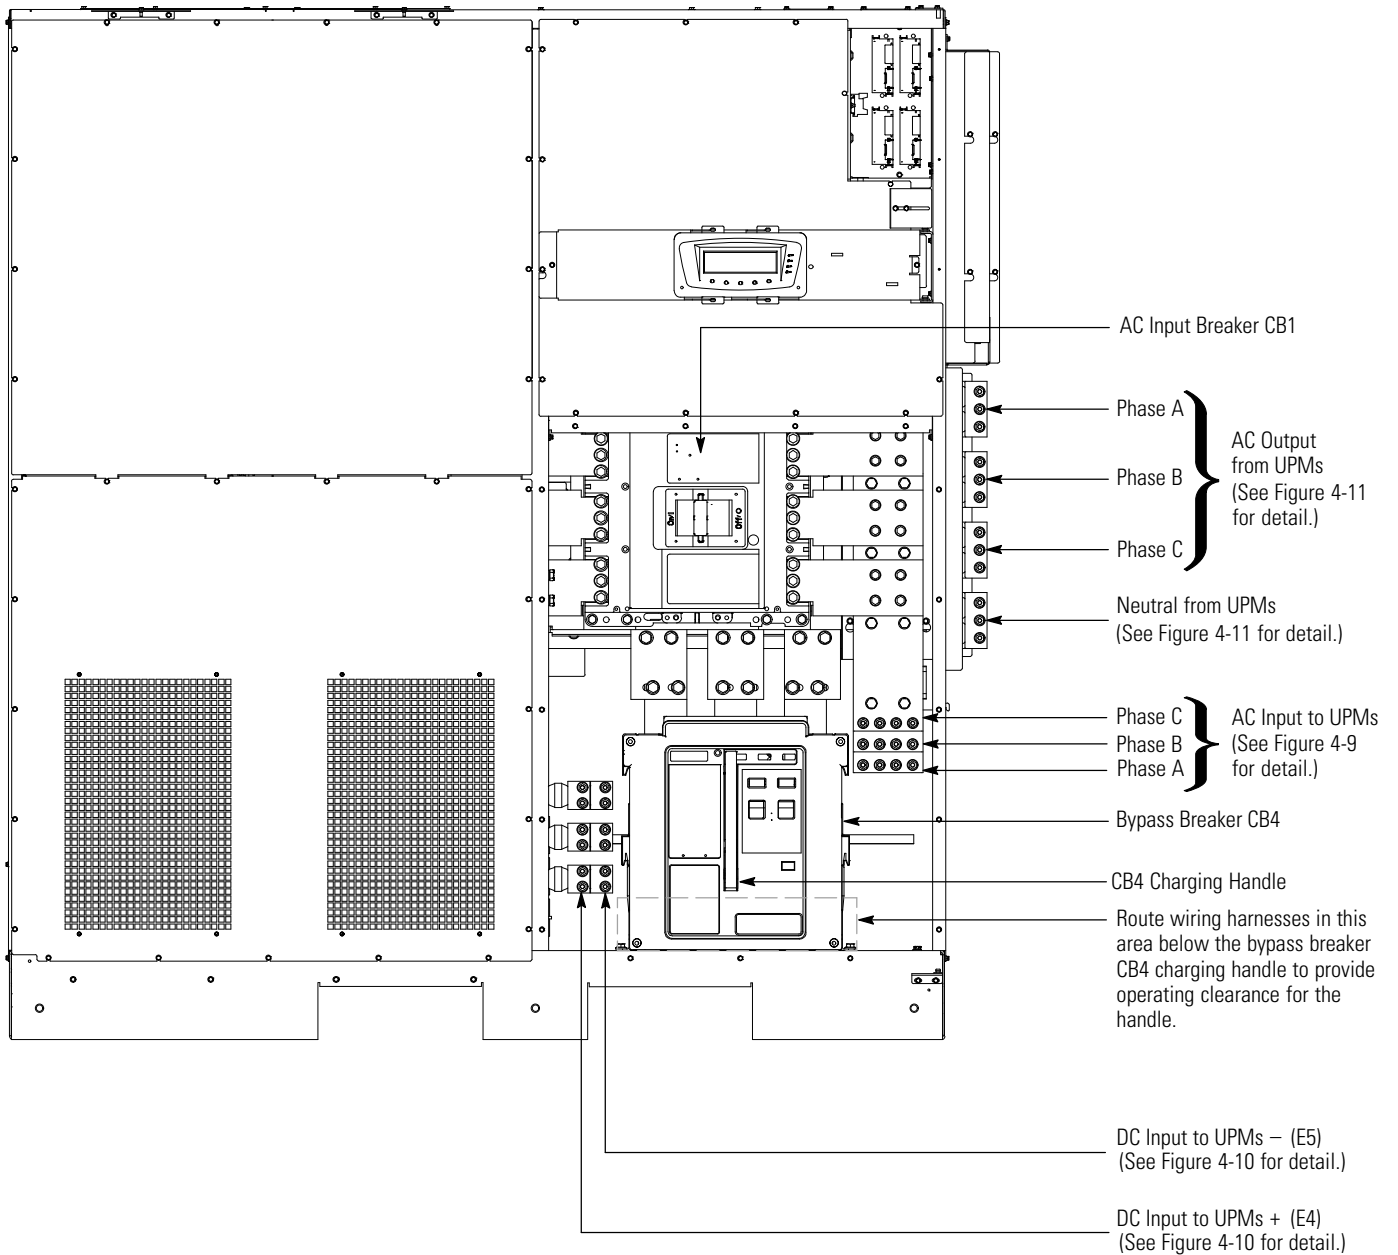 AC Input Breaker CB1
Phase A
Phase B
Phase C
AC Output
from UPMs
(See Figure 4-11
for detail.)
On/I
Off/O
Neutral from UPMs
(See Figure 4-11 for detail.)
Phase C
Phase B
Phase A
AC Input to UPMs
(See Figure 4-9
for detail.)
Bypass Breaker CB4
CB4 Charging Handle
Route wiring harnesses in this
area below the bypass breaker
CB4 charging handle to provide
operating clearance for the
handle.
DC Input to UPMs – (E5)
(See Figure 4-10 for detail.)
DC Input to UPMs + (E4)
(See Figure 4-10 for detail.)